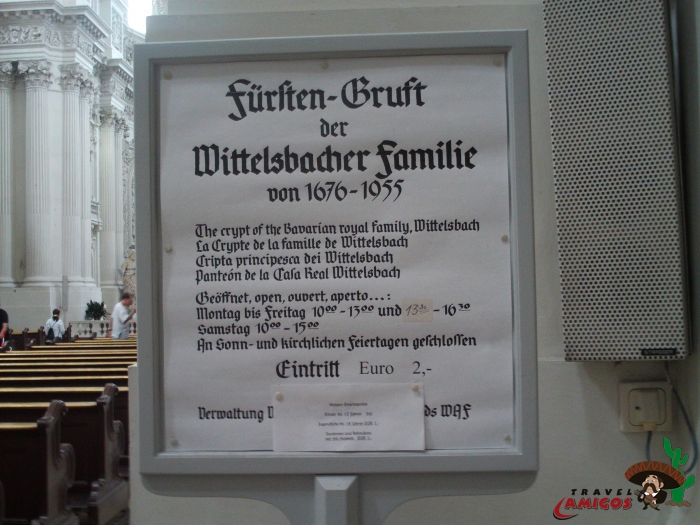 Fürsten-Gruft
der
Wittelsbacher Familie
von 1676-1955
The crypt of the Bavarian royal family, Wittelsbach
La Crypte de la famille de Wittelsbach
Cripta principesca dei Wittelsbach
Panteón de la Casa Real Wittelsbach
Geöffnet, open, ouvert, aperto...:
Montag bis Freitag 10⁰⁰-13⁰⁰ und 13³⁰-16³⁰
Samstag 10⁰⁰-15⁰⁰
An Sonn- und kirchlichen Feiertagen geschlossen
Eintritt Euro 2,-
Verwaltung WAF
TRAVEL
AMIGOS